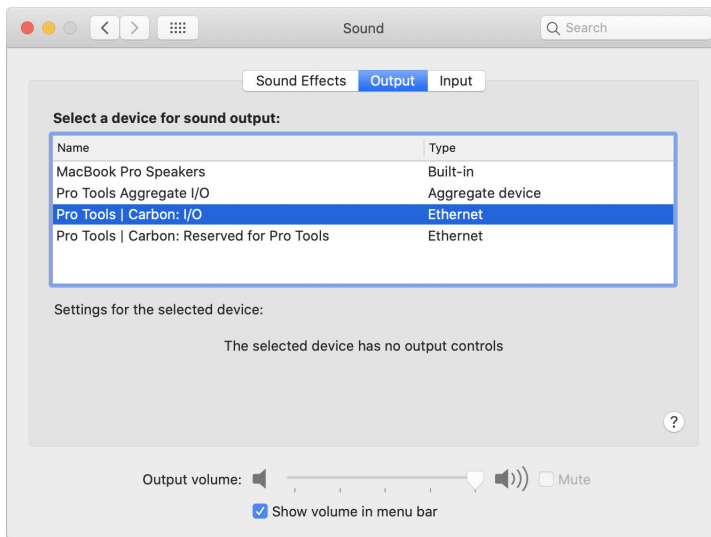 Sound
Search
Sound Effects Output Input
Select a device for sound output:
Name Type
MacBook Pro Speakers Built-in
Pro Tools Aggregate I/O Aggregate device
Pro Tools | Carbon: I/O Ethernet
Pro Tools | Carbon: Reserved for Pro Tools Ethernet
Settings for the selected device:
The selected device has no output controls
?
Output volume: Mute
Show volume in menu bar